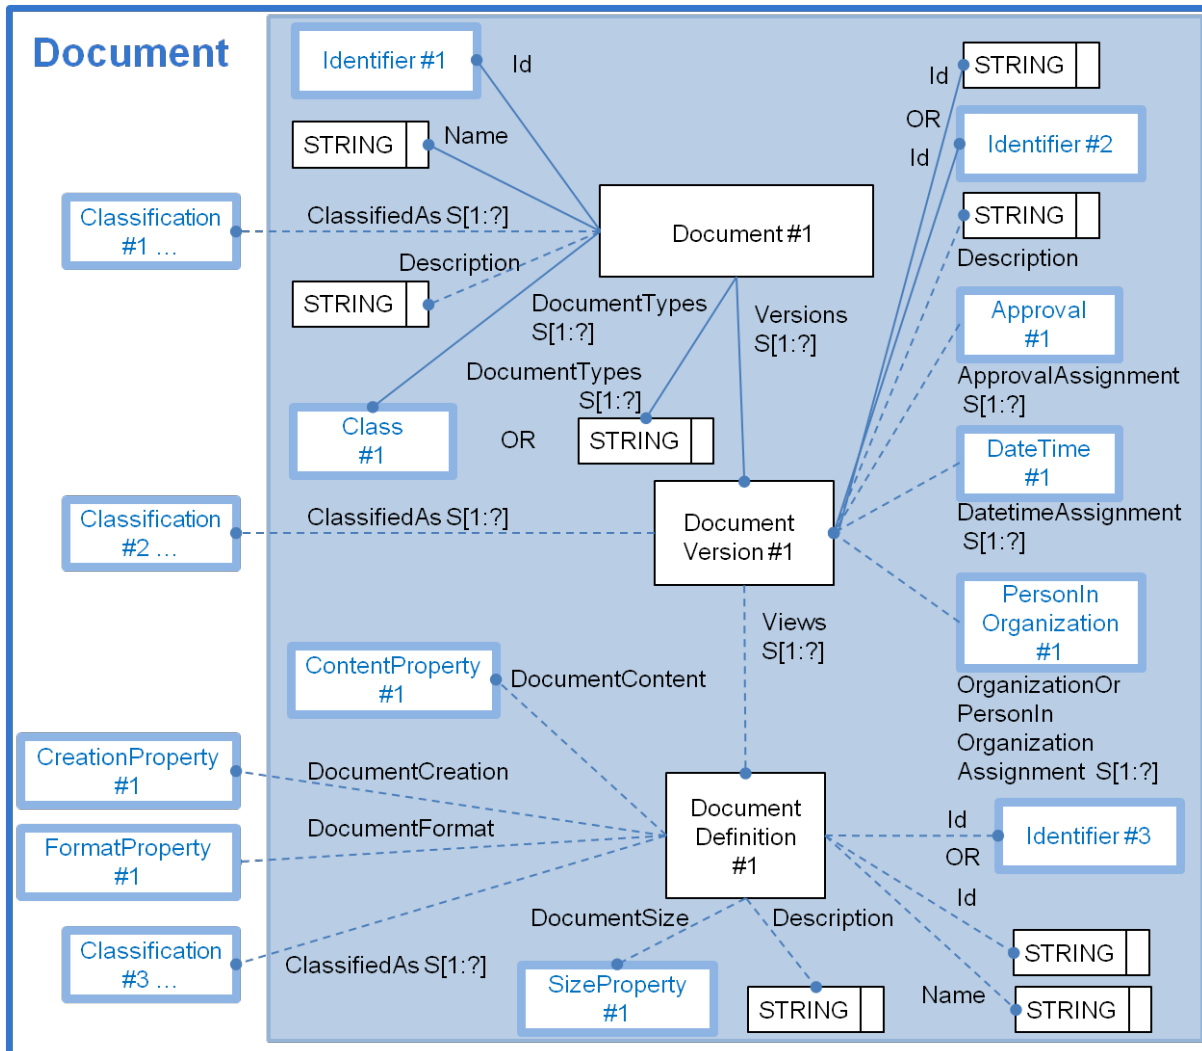 Document
Identifier #1
Id
STRING
Name
Classification
#1 ...
ClassifiedAs S[1:?]
Description
STRING
Class
#1
Document #1
DocumentTypes
S[1:?]
DocumentTypes
S[1:?]
OR
STRING
Versions
S[1:?]
Id
STRING
OR
Id
Identifier #2
STRING
Description
Approval
#1
ApprovalAssignment
S[1:?]
DateTime
#1
DatetimeAssignment
S[1:?]
PersonIn
Organization
#1
OrganizationOr
PersonIn
Organization
Assignment S[1:?]
Classification
#2 ...
ClassifiedAs S[1:?]
Document
Version #1
Views
S[1:?]
ContentProperty
#1
DocumentContent
CreationProperty
#1
DocumentCreation
FormatProperty
#1
DocumentFormat
Classification
#3 ...
ClassifiedAs S[1:?]
Document
Definition
#1
Id
OR
Identifier #3
Id
STRING
Name
STRING
DocumentSize
SizeProperty
#1
Description
STRING